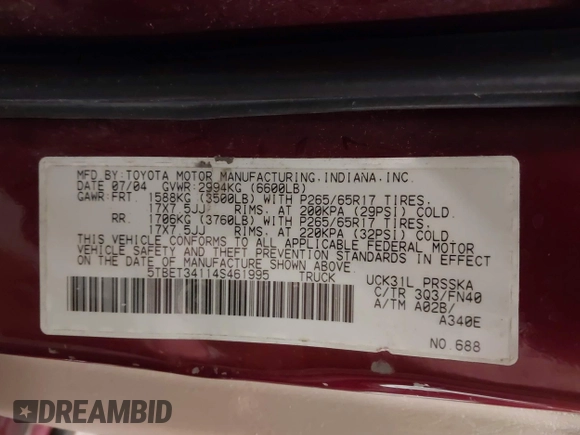 MFD.BY:TOYOTA MOTOR MANUFACTURING,INDIANA,INC.
DATE 07/04 GVWR:2994KG (6600LB)
GAWR:FRT. 1588KG (3500LB) WITH P265/65R17 TIRES,
17X7.5JJ RIMS, AT 200KPA (29PSI) COLD.
RR. 1706KG (3760LB) WITH P265/65R17 TIRES,
17X7.5JJ RIMS, AT 220KPA (32PSI) COLD.
THIS VEHICLE CONFORMS TO ALL APPLICABLE FEDERAL MOTOR
VEHICLE SAFETY AND THEFT PREVENTION STANDARDS IN EFFECT
ON THE DATE OF MANUFACTURE SHOWN ABOVE.
5TBET34114S461995 TRUCK
UCK31L PRSSKA
C/TR 3Q3/FN40
A/TM A02B/
A340E
NO.688
DREAMBID